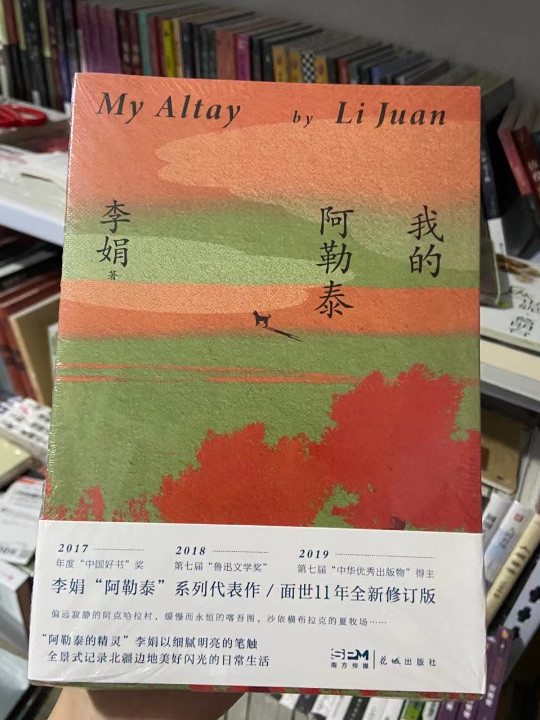 My Altay by Li Juan
我的
阿勒泰
李娟
著
2017
年度“中国好书”奖
2018
第七届“鲁迅文学奖”
2019
第七届“中华优秀出版物”得主
李娟“阿勒泰”系列代表作 / 面世11年全新修订版
偏远寂静的阿克哈拉村，缓慢而永恒的喀吾图，沙依横布拉克的夏牧场……
“阿勒泰的精灵”李娟以细腻明亮的笔触
全景式记录北疆边地美好闪光的日常生活
南方传媒
花城出版社